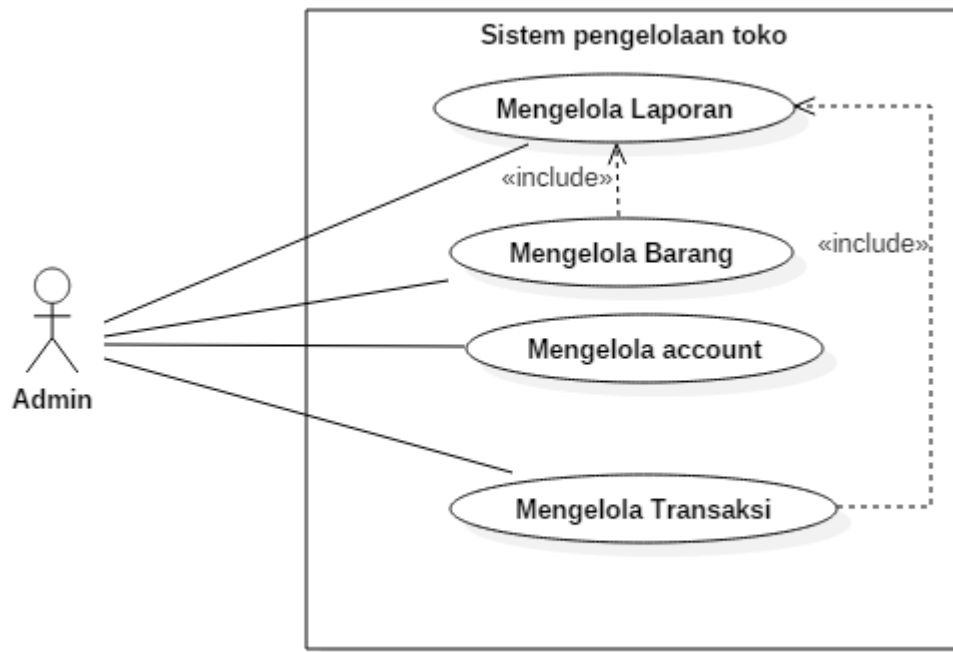 Sistem pengelolaan toko
Mengelola Laporan
«include»
Mengelola Barang
«include»
Mengelola account
Admin
Mengelola Transaksi